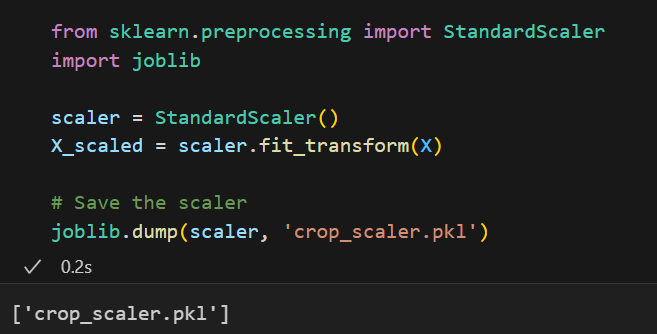 from sklearn.preprocessing import StandardScaler
import joblib
scaler = StandardScaler()
X_scaled = scaler.fit_transform(X)
# Save the scaler
joblib.dump(scaler, 'crop_scaler.pkl')
0.2s
['crop_scaler.pkl']